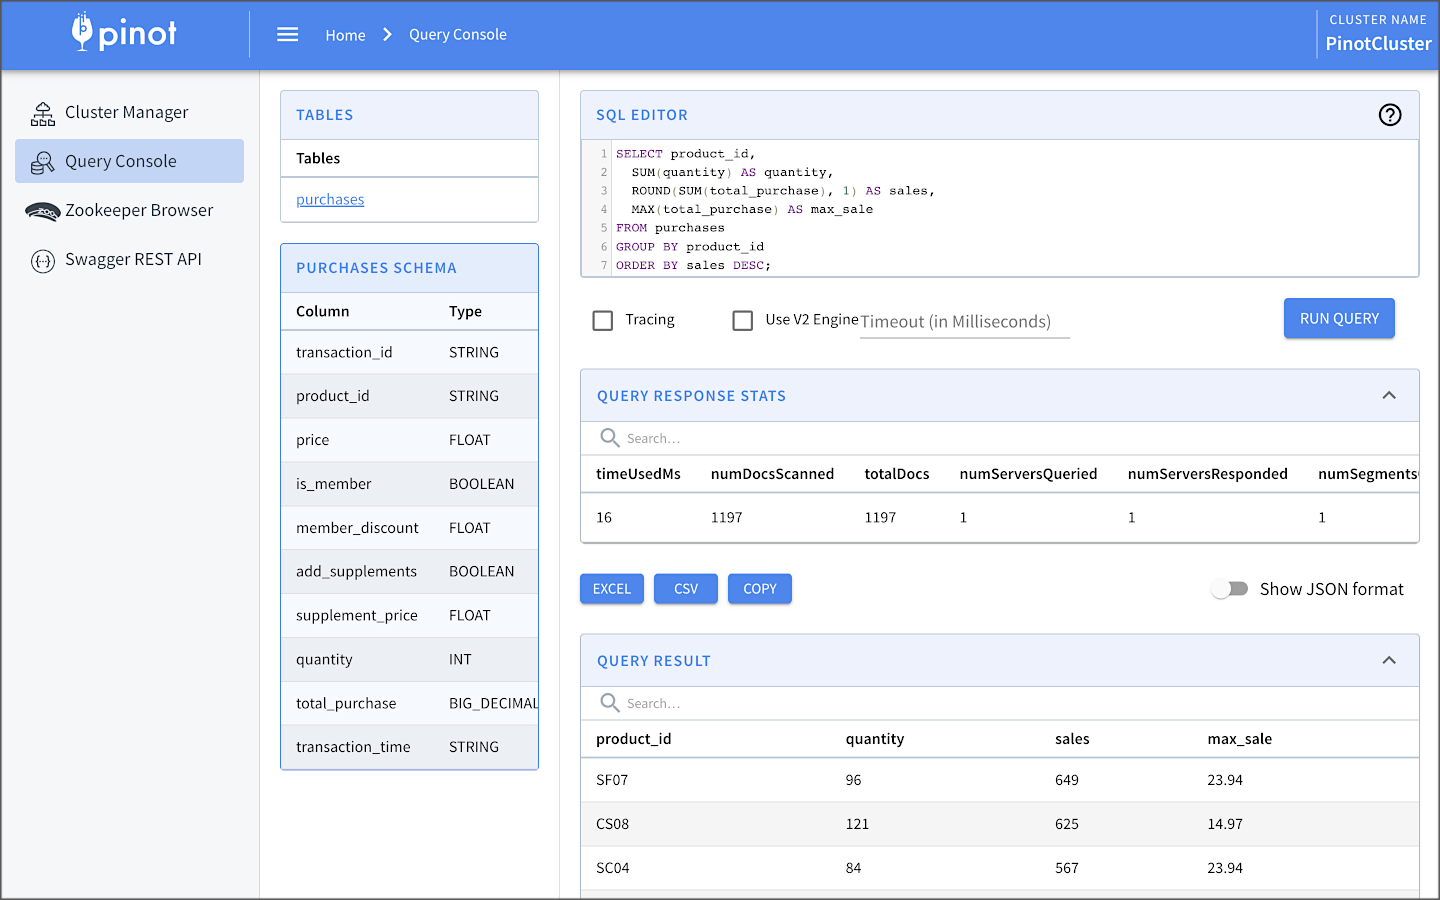 pinot
Home > Query Console
CLUSTER NAME
PinotCluster
Cluster Manager
Query Console
Zookeeper Browser
Swagger REST API
TABLES
Tables
purchases
PURCHASES SCHEMA
Column Type
transaction_id STRING
product_id STRING
price FLOAT
is_member BOOLEAN
member_discount FLOAT
add_supplements BOOLEAN
supplement_price FLOAT
quantity INT
total_purchase BIG_DECIMAL
transaction_time STRING
SQL EDITOR
1 SELECT product_id,
2 SUM(quantity) AS quantity,
3 ROUND(SUM(total_purchase), 1) AS sales,
4 MAX(total_purchase) AS max_sale
5 FROM purchases
6 GROUP BY product_id
7 ORDER BY sales DESC;
Tracing Use V2 Engine Timeout (in Milliseconds) RUN QUERY
QUERY RESPONSE STATS
Search...
timeUsedMs numDocsScanned totalDocs numServersQueried numServersResponded numSegments
16 1197 1197 1 1 1
EXCEL CSV COPY Show JSON format
QUERY RESULT
Search...
product_id quantity sales max_sale
SF07 96 649 23.94
CS08 121 625 14.97
SC04 84 567 23.94